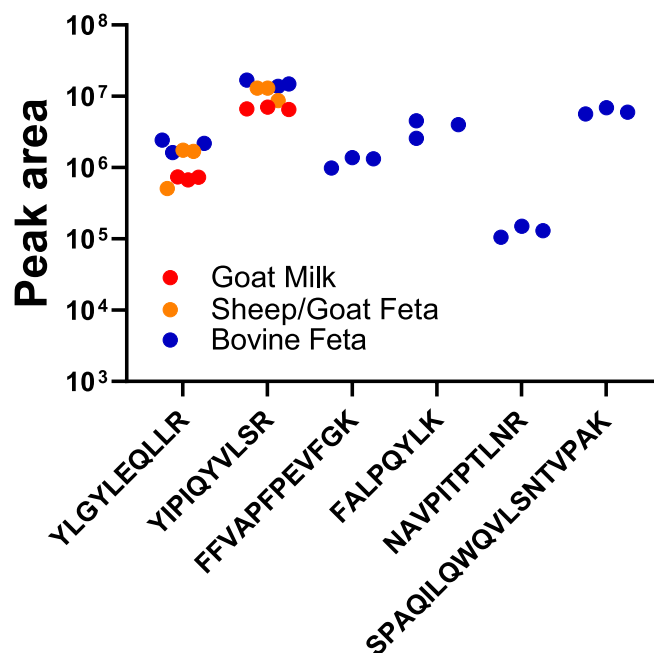 Peak area
10⁸
10⁷
10⁶
10⁵
10⁴
10³
Goat Milk
Sheep/Goat Feta
Bovine Feta
YLGYLEQLLR
YIPIQYVLSR
FFVAPFPEVFGK
FALPQYLK
NAVPITPTLNR
SPAQILQWQVLSNTVPAK